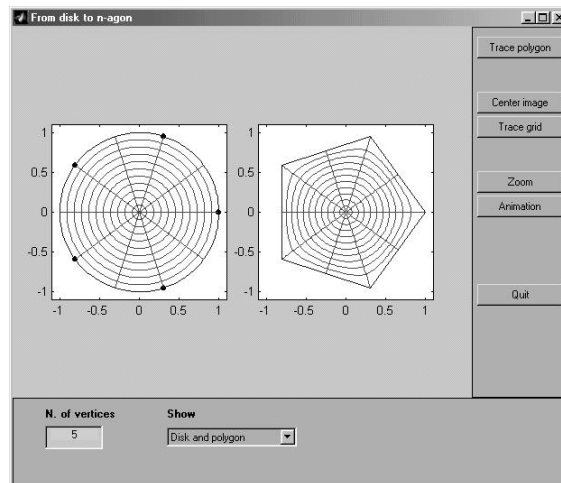 From disk to n-agon
Trace polygon
Center image
Trace grid
Zoom
Animation
Quit
1
0.5
0
-0.5
-1
-1 -0.5 0 0.5 1
1
0.5
0
-0.5
-1
-1 -0.5 0 0.5 1
N. of vertices
5
Show
Disk and polygon